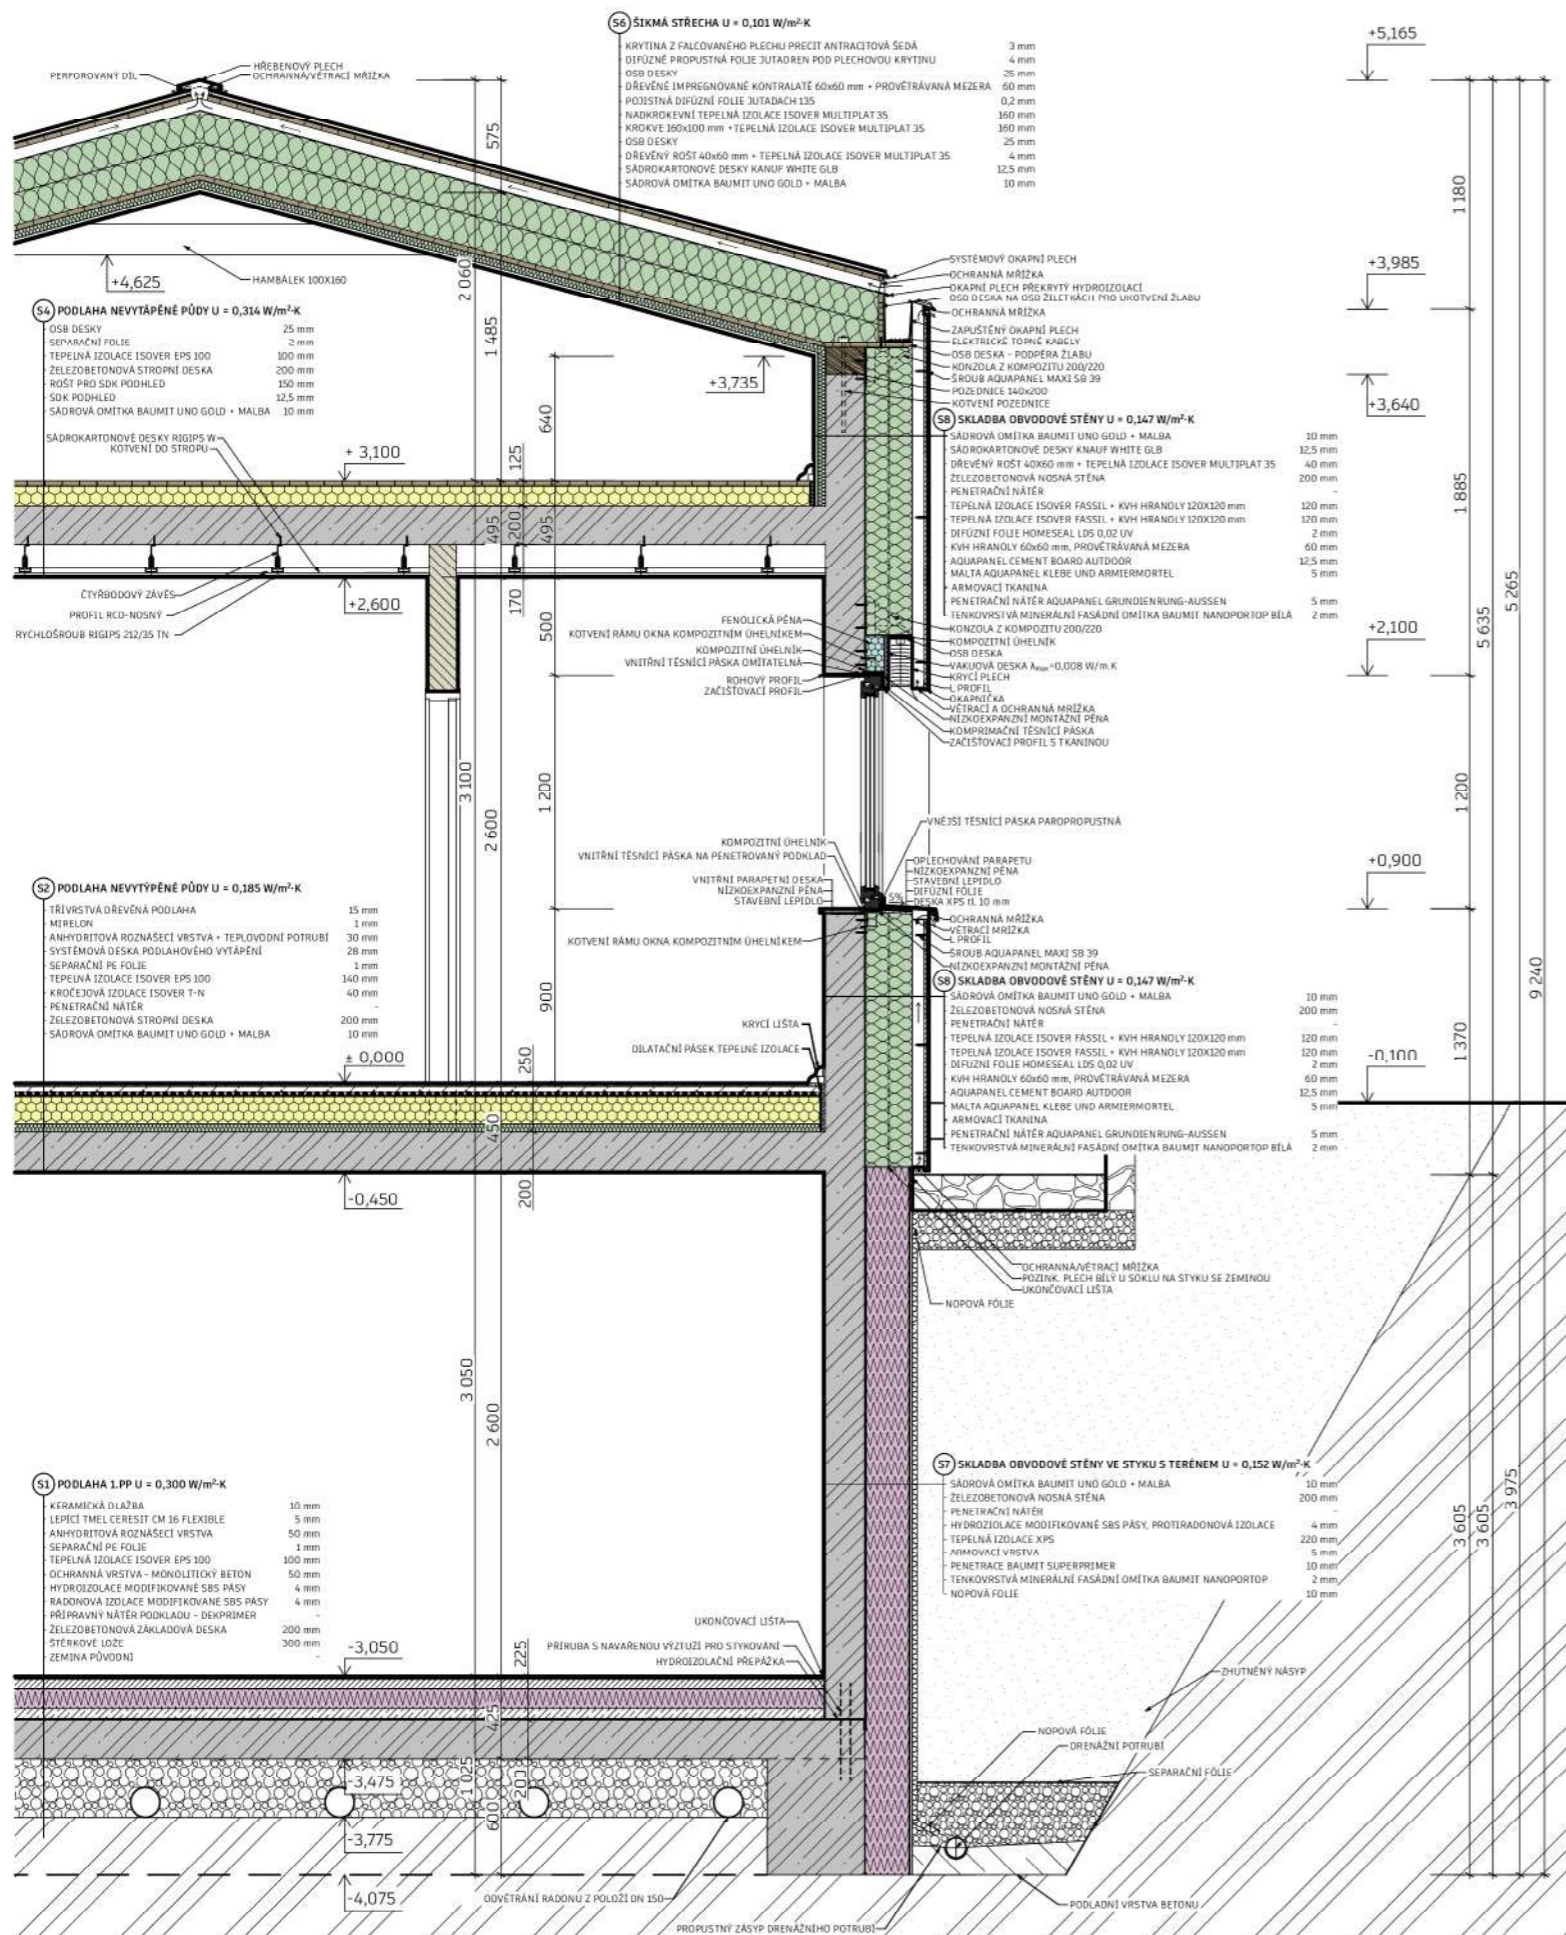 S6 ŠIKMÁ STŘECHA U = 0,101 W/m²·K
KRYTINA Z FALCOVANÉHO PLECHU PRECIT ANTRACITOVÁ ŠEDÁ 3 mm
DIFÚZNĚ PROPUSTNÁ FOLIE JUTADREN POD PLECHOVOU KRYTINU 4 mm
OSB DESKY 25 mm
DŘEVĚNÉ IMPREGNOVANÉ KONTRALATĚ 60x60 mm + PROVĚTRÁVANÁ MEZERA 60 mm
POJISTNÁ DIFÚZNÍ FOLIE JUTADACH 135 0,2 mm
NADKROKEVNÍ TEPELNÁ IZOLACE ISOVER MULTIPLAT 35 160 mm
KROKVE 160x100 mm + TEPELNÁ IZOLACE ISOVER MULTIPLAT 35 160 mm
OSB DESKY 25 mm
DŘEVĚNÝ ROŠT 40x60 mm + TEPELNÁ IZOLACE ISOVER MULTIPLAT 35 4 mm
SÁDROKARTONOVÉ DESKY KANUF WHITE GLB 12,5 mm
SÁDROVÁ OMÍTKA BAUMIT UNO GOLD + MALBA 10 mm
+5,165
PERFOROVANÝ DÍL
HŘEBENOVÝ PLECH
OCHRANNÁ/VĚTRACÍ MŘÍŽKA
575
1180
+4,625
HAMBÁLEK 100X160
2 060
1 485
SYSTÉMOVÝ OKAPNÍ PLECH
OCHRANNÁ MŘÍŽKA
OKAPNÍ PLECH PŘEKRYTÝ HYDROIZOLACÍ
OSB DESKA NA OSB ŽILETKÁCH PRO UKOTVENÍ ŽLABU
OCHRANNÁ MŘÍŽKA
ZAPUŠTĚNÝ OKAPNÍ PLECH
ELEKTRICKÉ TOPNÉ KABELY
OSB DESKA - PODPĚRA ŽLABU
KONZOLA Z KOMPOZITU 200/220
ŠROUB AQUAPANEL MAXI SB 39
POZEDNICE 140x200
KOTVENÍ POZEDNICE
+3,985
+3,735
+3,640
S4 PODLAHA NEVYTÁPĚNÉ PŮDY U = 0,314 W/m²·K
OSB DESKY 25 mm
SEPARAČNÍ FOLIE 2 mm
TEPELNÁ IZOLACE ISOVER EPS 100 100 mm
ŽELEZOBETONOVÁ STROPNÍ DESKA 200 mm
ROŠT PRO SDK PODHLED 150 mm
SDK PODHLED 12,5 mm
SÁDROVÁ OMÍTKA BAUMIT UNO GOLD + MALBA 10 mm
SÁDROKARTONOVÉ DESKY RIGIPS W
KOTVENÍ DO STROPU
+ 3,100
640
125
495
200
495
170
S8 SKLADBA OBVODOVÉ STĚNY U = 0,147 W/m²·K
SÁDROVÁ OMÍTKA BAUMIT UNO GOLD + MALBA 10 mm
SÁDROKARTONOVÉ DESKY KNAUF WHITE GLB 12,5 mm
DŘEVĚNÝ ROŠT 40X60 mm + TEPELNÁ IZOLACE ISOVER MULTIPLAT 35 40 mm
ŽELEZOBETONOVÁ NOSNÁ STĚNA 200 mm
PENETRAČNÍ NÁTĚR -
TEPELNÁ IZOLACE ISOVER FASSIL + KVH HRANOLY 120X120 mm 120 mm
TEPELNÁ IZOLACE ISOVER FASSIL + KVH HRANOLY 120X120 mm 120 mm
DIFÚZNÍ FOLIE HOMESEAL LDS 0,02 UV 2 mm
KVH HRANOLY 60x60 mm, PROVĚTRÁVANÁ MEZERA 60 mm
AQUAPANEL CEMENT BOARD AUTDOOR 12,5 mm
MALTA AQUAPANEL KLEBE UND ARMIERMORTEL 5 mm
ARMOVACÍ TKANINA
PENETRAČNÍ NÁTĚR AQUAPANEL GRUNDIENRUNG-AUSSEN 5 mm
TENKOVRSTVÁ MINERÁLNÍ FASÁDNÍ OMÍTKA BAUMIT NANOPORTOP BÍLÁ 2 mm
1 885
5 265
5 635
ČTYŘBODOVÝ ZÁVĚS
PROFIL RCD-NOSNÝ
RYCHLOŠROUB RIGIPS 212/35 TN
+2,600
500
FENOLICKÁ PĚNA
KOTVENÍ RÁMU OKNA KOMPOZITNÍM ÚHELNÍKEM
KOMPOZITNÍ ÚHELNÍK
VNITŘNÍ TĚSNÍCÍ PÁSKA OMÍTATELNÁ
ROHOVÝ PROFIL
ZAČIŠŤOVACÍ PROFIL
KONZOLA Z KOMPOZITU 200/220
KOMPOZITNÍ ÚHELNÍK
OSB DESKA
VAKUOVÁ DESKA λmax=0,008 W/m.K
KRYCÍ PLECH
L PROFIL
OKAPNIČKA
VĚTRACÍ A OCHRANNÁ MŘÍŽKA
NÍZKOEXPANZNÍ MONTÁŽNÍ PĚNA
KOMPRIMAČNÍ TĚSNÍCÍ PÁSKA
ZAČIŠŤOVACÍ PROFIL S TKANINOU
+2,100
3 100
2 600
1 200
1 200
VNĚJŠÍ TĚSNÍCÍ PÁSKA PAROPROPUSTNÁ
KOMPOZITNÍ ÚHELNÍK
VNITŘNÍ TĚSNÍCÍ PÁSKA NA PENETROVANÝ PODKLAD
VNITŘNÍ PARAPETNÍ DESKA
NÍZKOEXPANZNÍ PĚNA
STAVEBNÍ LEPIDLO
5%
OPLECHOVÁNÍ PARAPETU
NÍZKOEXPANZNÍ PĚNA
STAVEBNÍ LEPIDLO
DIFÚZNÍ FÓLIE
DESKA XPS tl. 10 mm
+0,900
OCHRANNÁ MŘÍŽKA
VĚTRACÍ MŘÍŽKA
L PROFIL
ŠROUB AQUAPANEL MAXI SB 39
NÍZKOEXPANZNÍ MONTÁŽNÍ PĚNA
KOTVENÍ RÁMU OKNA KOMPOZITNÍM ÚHELNÍKEM
S2 PODLAHA NEVYTÝPĚNÉ PŮDY U = 0,185 W/m²·K
TŘÍVRSTVÁ DŘEVĚNÁ PODLAHA 15 mm
MIRELON 1 mm
ANHYDRITOVÁ ROZNÁŠECÍ VRSTVA + TEPLOVODNÍ POTRUBÍ 30 mm
SYSTÉMOVÁ DESKA PODLAHOVÉHO VYTÁPĚNÍ 28 mm
SEPARAČNÍ PE FOLIE 1 mm
TEPELNÁ IZOLACE ISOVER EPS 100 140 mm
KROČEJOVÁ IZOLACE ISOVER T-N 40 mm
PENETRAČNÍ NÁTĚR -
ŽELEZOBETONOVÁ STROPNÍ DESKA 200 mm
SÁDROVÁ OMÍTKA BAUMIT UNO GOLD + MALBA 10 mm
± 0,000
900
KRYCÍ LIŠTA
DILATAČNÍ PÁSEK TEPELNÉ IZOLACE
250
450
200
-0,450
S8 SKLADBA OBVODOVÉ STĚNY U = 0,147 W/m²·K
SÁDROVÁ OMÍTKA BAUMIT UNO GOLD + MALBA 10 mm
ŽELEZOBETONOVÁ NOSNÁ STĚNA 200 mm
PENETRAČNÍ NÁTĚR -
TEPELNÁ IZOLACE ISOVER FASSIL + KVH HRANOLY 120X120 mm 120 mm
TEPELNÁ IZOLACE ISOVER FASSIL + KVH HRANOLY 120X120 mm 120 mm
DIFUZNÍ FOLIE HOMESEAL LDS 0,02 UV 2 mm
KVH HRANOLY 60x60 mm, PROVĚTRÁVANÁ MEZERA 60 mm
AQUAPANEL CEMENT BOARD AUTDOOR 12,5 mm
MALTA AQUAPANEL KLEBE UND ARMIERMORTEL 5 mm
ARMOVACÍ TKANINA
PENETRAČNÍ NÁTĚR AQUAPANEL GRUNDIENRUNG-AUSSEN 5 mm
TENKOVRSTVÁ MINERÁLNÍ FASÁDNÍ OMÍTKA BAUMIT NANOPORTOP BÍLÁ 2 mm
-0,100
1 370
9 240
OCHRANNÁ/VĚTRACÍ MŘÍŽKA
POZINK. PLECH BÍLÝ U SOKLU NA STYKU SE ZEMINOU
UKONČOVACÍ LIŠTA
NOPOVÁ FÓLIE
3 050
2 600
S1 PODLAHA 1.PP U = 0,300 W/m²·K
KERAMICKÁ DLAŽBA 10 mm
LEPÍCÍ TMEL CERESIT CM 16 FLEXIBLE 5 mm
ANHYDRITOVÁ ROZNÁŠECÍ VRSTVA 50 mm
SEPARAČNÍ PE FOLIE 1 mm
TEPELNÁ IZOLACE ISOVER EPS 100 100 mm
OCHRANNÁ VRSTVA - MONOLITICKÝ BETON 50 mm
HYDROIZOLACE MODIFIKOVANÉ SBS PÁSY 4 mm
RADONOVÁ IZOLACE MODIFIKOVANÉ SBS PÁSY 4 mm
PŘÍPRAVNÝ NÁTĚR PODKLADU - DEKPRIMER -
ŽELEZOBETONOVÁ ZÁKLADOVÁ DESKA 200 mm
ŠTĚRKOVÉ LOŽE 300 mm
ZEMINA PŮVODNÍ -
S7 SKLADBA OBVODOVÉ STĚNY VE STYKU S TERÉNEM U = 0,152 W/m²·K
SÁDROVÁ OMÍTKA BAUMIT UNO GOLD + MALBA 10 mm
ŽELEZOBETONOVÁ NOSNÁ STĚNA 200 mm
PENETRAČNÍ NÁTĚR -
HYDROZIOLACE MODIFIKOVANÉ SBS PÁSY, PROTIRADONOVÁ IZOLACE 4 mm
TEPELNÁ IZOLACE XPS 220 mm
ARMOVACÍ VRSTVA 5 mm
PENETRACE BAUMIT SUPERPRIMER 10 mm
TENKOVRSTVÁ MINERÁLNÍ FASÁDNÍ OMÍTKA BAUMIT NANOPORTOP 2 mm
NOPOVÁ FOLIE 10 mm
3 605
3 605
3 975
-3,050
225
UKONČOVACÍ LIŠTA
PŘÍRUBA S NAVAŘENOU VÝZTUŽÍ PRO STYKOVÁNÍ
HYDROIZOLAČNÍ PŘEPÁŽKA
ZHUTNĚNÝ NÁSYP
425
NOPOVÁ FÓLIE
DRENÁŽNÍ POTRUBÍ
SEPARAČNÍ FÓLIE
-3,475
1 025
200
600
-3,775
-4,075
ODVĚTRÁNÍ RADONU Z POLOŽÍ DN 150
PODLADNÍ VRSTVA BETONU
PROPUSTNÝ ZÁSYP DRENÁŽNÍHO POTRUBÍ